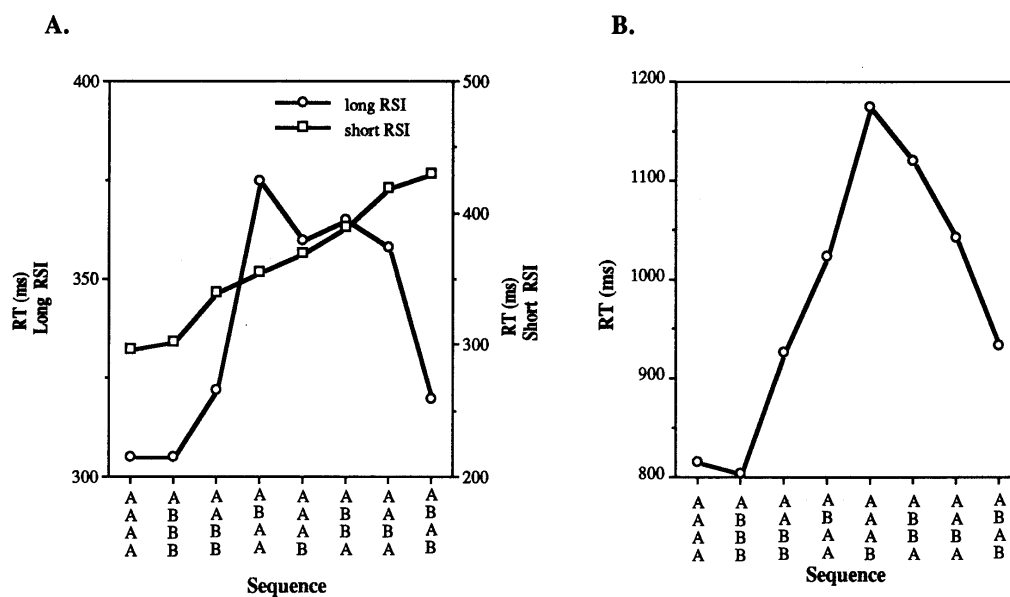 A.
B.
400
350
300
RT (ms)
Long RSI
long RSI
short RSI
500
400
300
200
RT (ms)
Short RSI
A A A A
A B B B
A A B B
A B A A
A A A B
A B B A
A A B A
A B A B
Sequence
1200
1100
1000
900
800
RT (ms)
A A A A
A B B B
A A B B
A B A A
A A A B
A B B A
A A B A
A B A B
Sequence